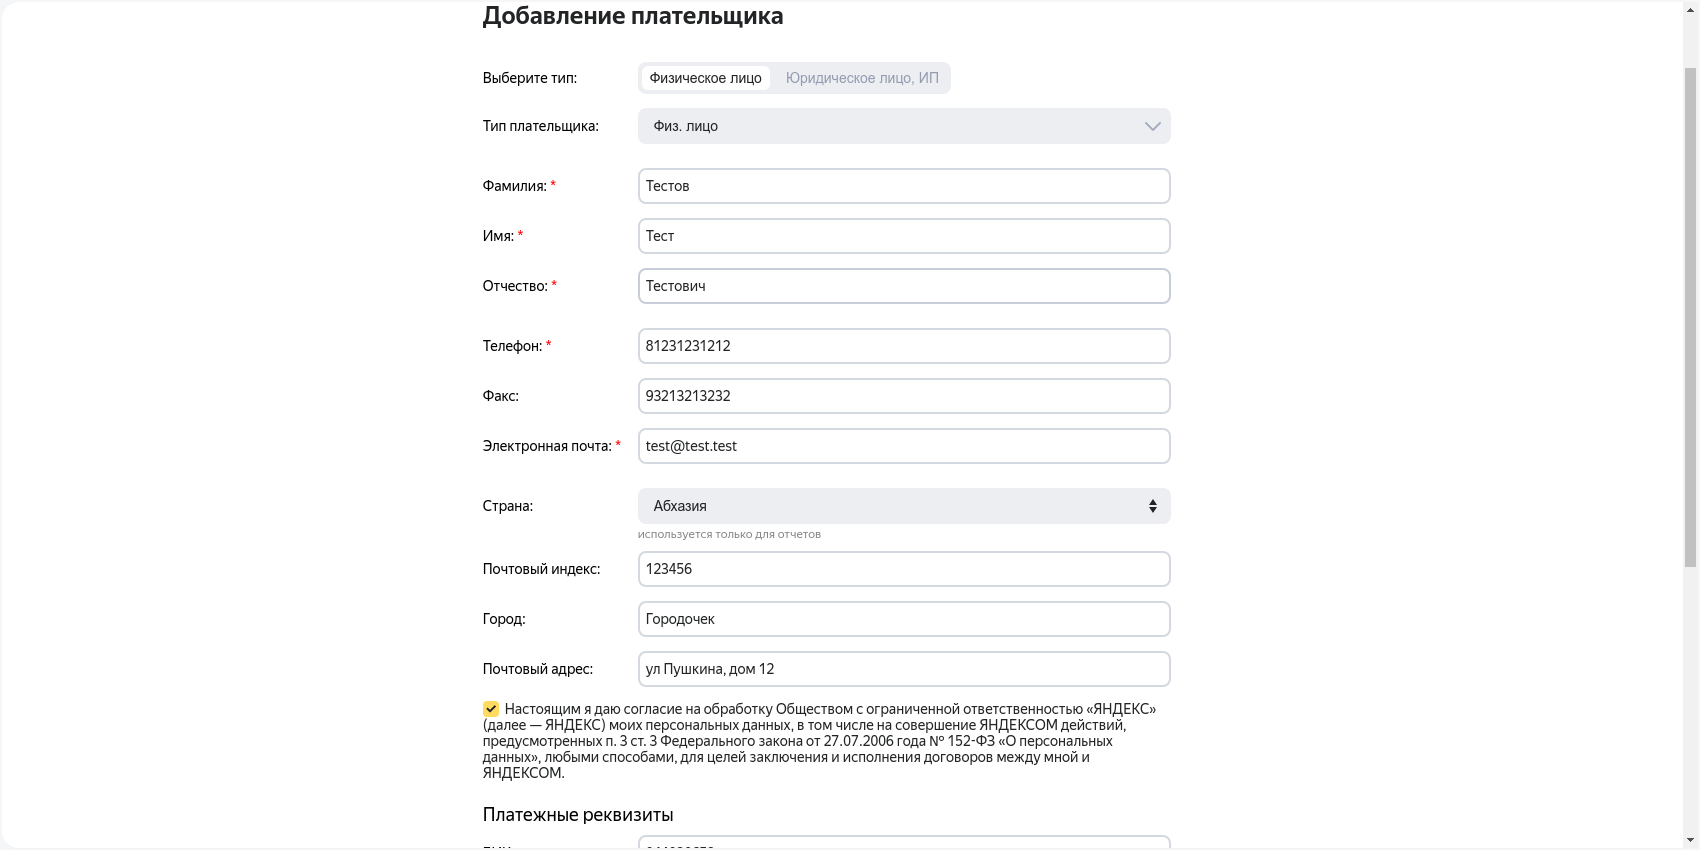 Добавление плательщика
Выберите тип: Физическое лицо Юридическое лицо, ИП
Тип плательщика: Физ. лицо
Фамилия: * Тестов
Имя: * Тест
Отчество: * Тестович
Телефон: * 81231231212
Факс: 93213213232
Электронная почта: * test@test.test
Страна: Абхазия
используется только для отчетов
Почтовый индекс: 123456
Город: Городочек
Почтовый адрес: ул Пушкина, дом 12
Настоящим я даю согласие на обработку Обществом с ограниченной ответственностью «ЯНДЕКС»
(далее — ЯНДЕКС) моих персональных данных, в том числе на совершение ЯНДЕКСОМ действий,
предусмотренных п. 3 ст. 3 Федерального закона от 27.07.2006 года № 152-ФЗ «О персональных
данных», любыми способами, для целей заключения и исполнения договоров между мной и
ЯНДЕКСОМ.
Платежные реквизиты